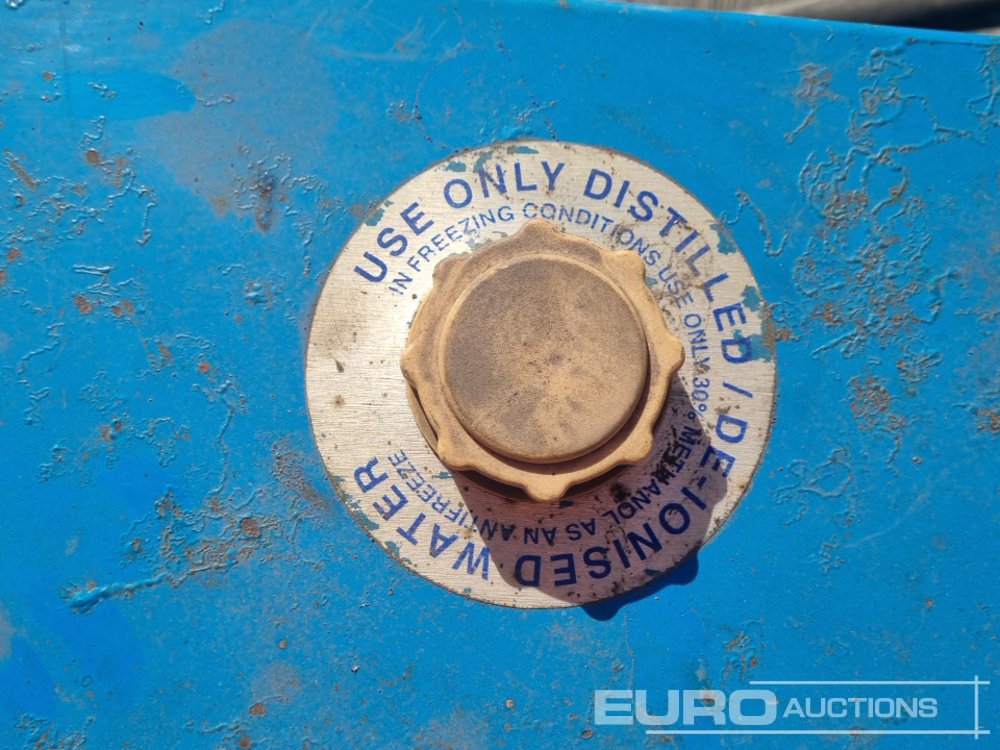 USE ONLY DISTILLED / DE-IONISED WATER
IN FREEZING CONDITIONS USE ONLY 30% METHANOL AS AN ANTIFREEZE
EURO AUCTIONS